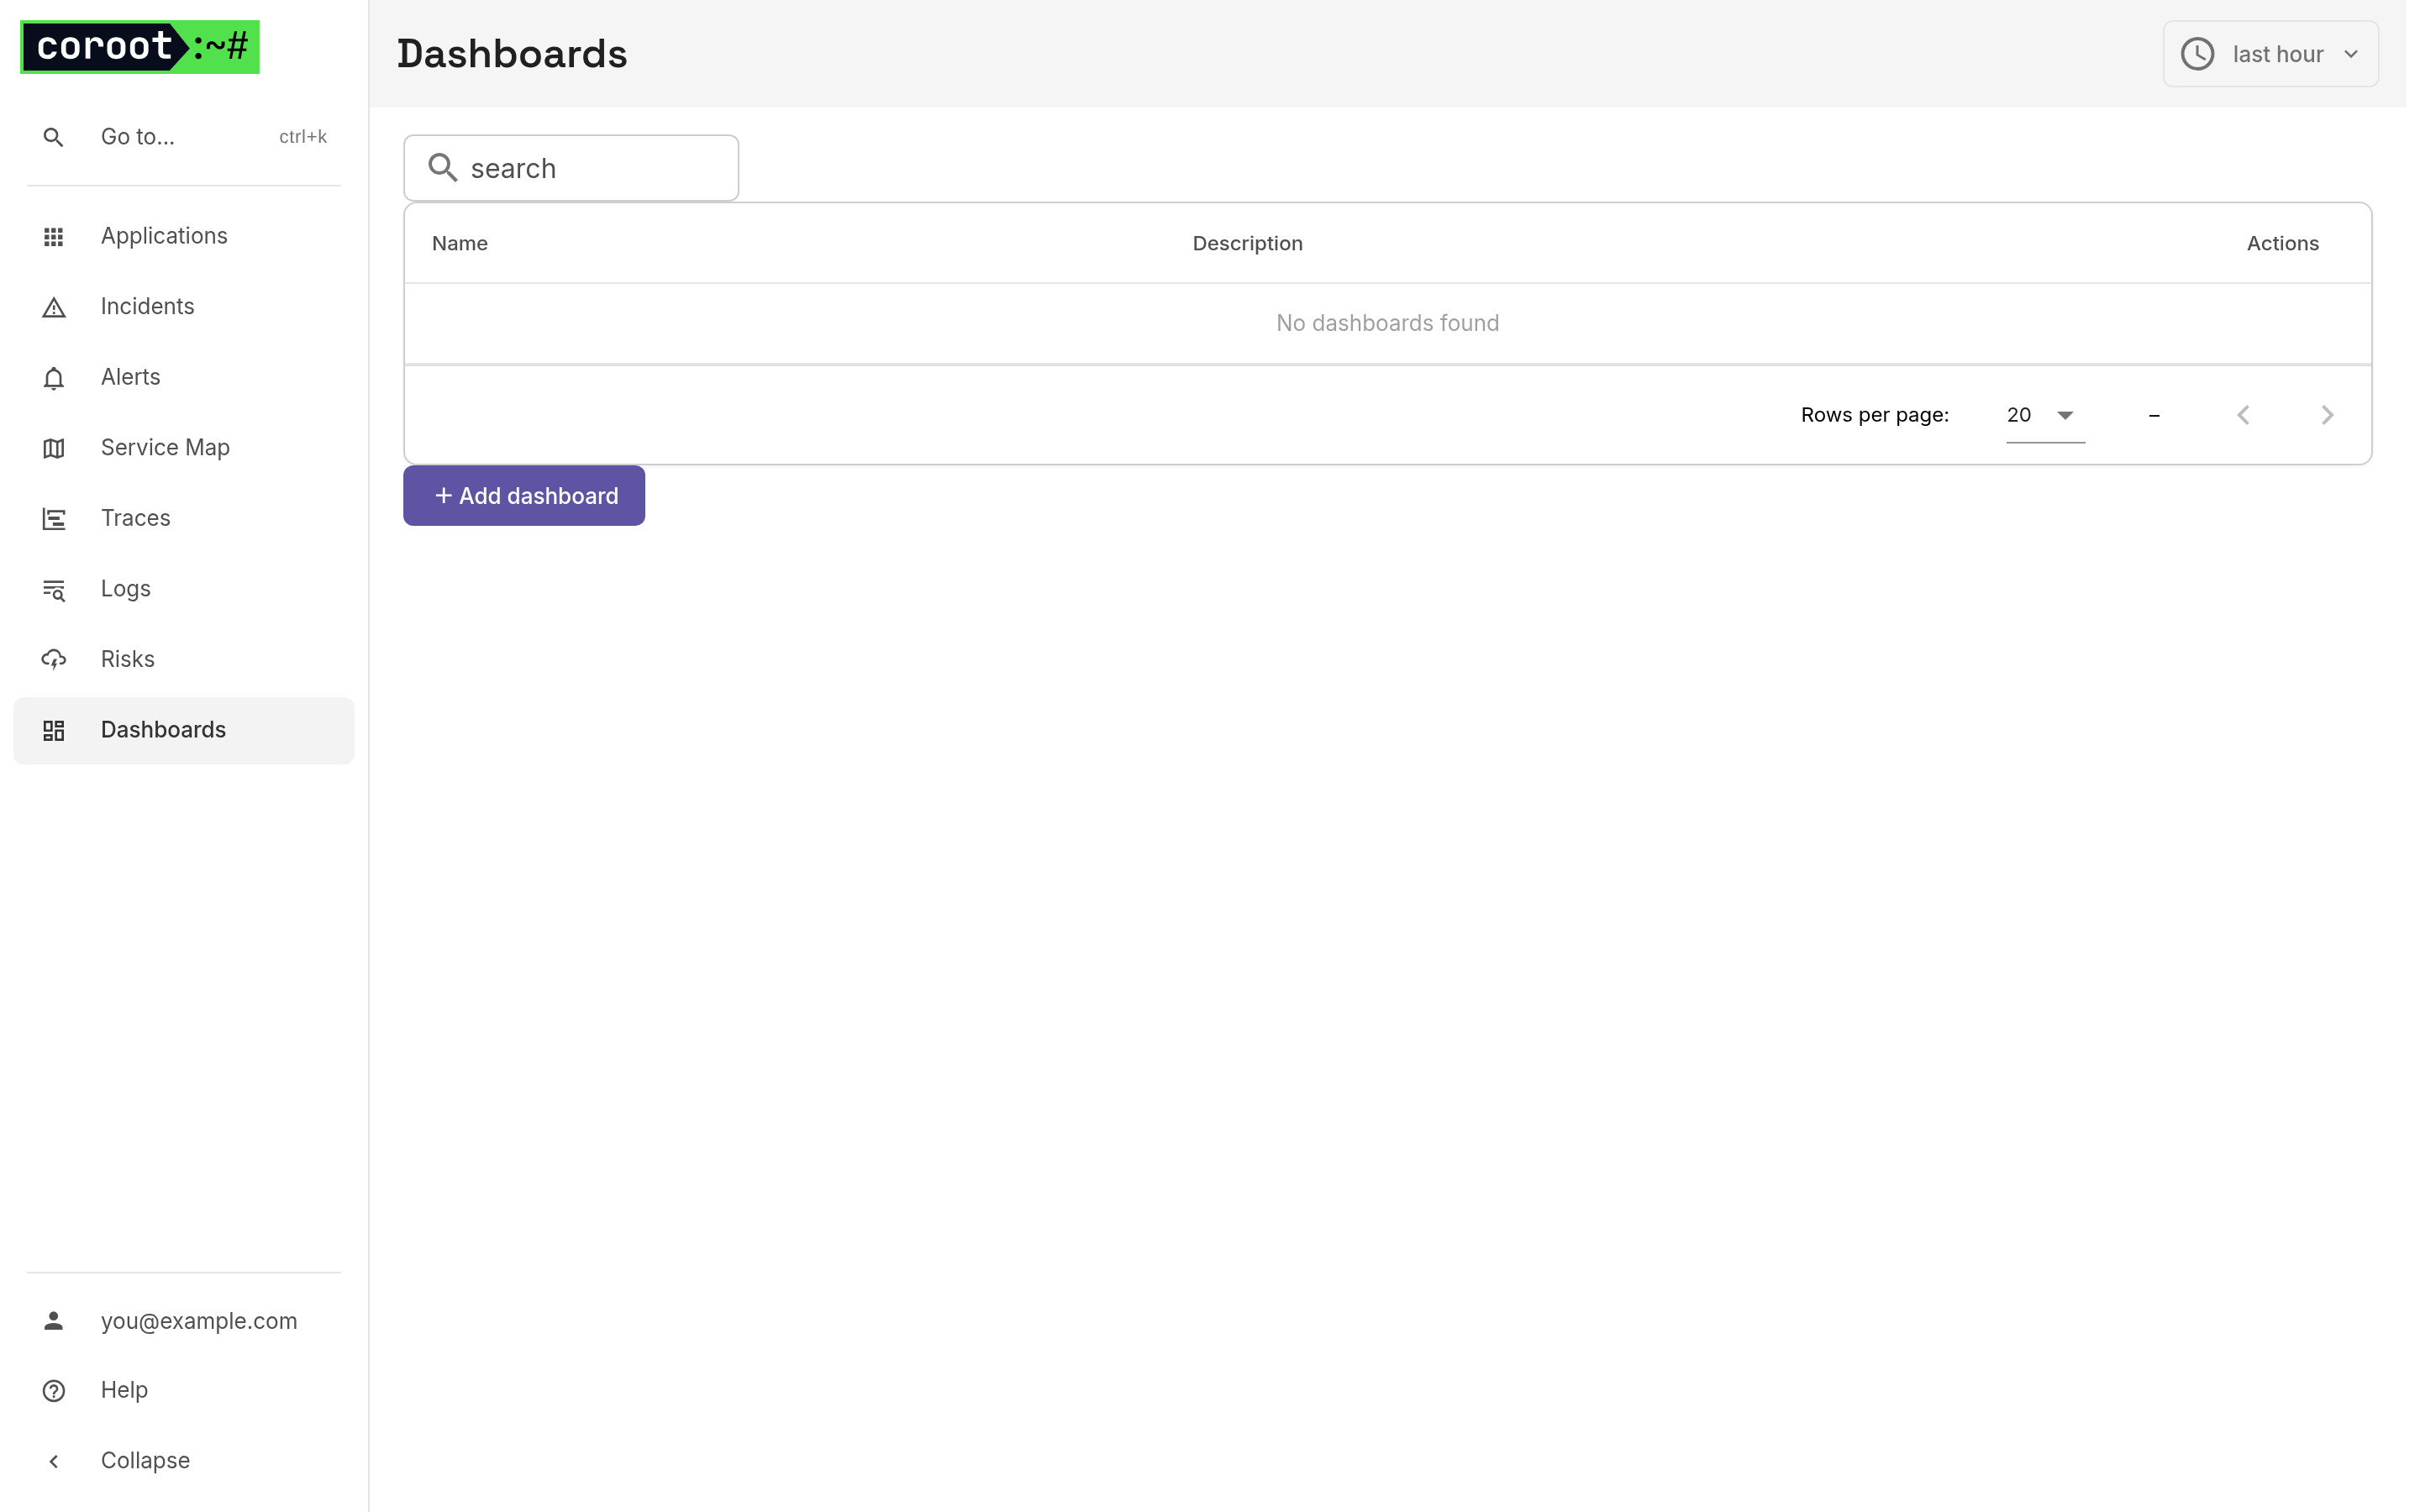 coroot:~#
Go to... ctrl+k
Applications
Incidents
Alerts
Service Map
Traces
Logs
Risks
Dashboards
you@example.com
Help
Collapse
Dashboards
last hour
search
Name Description Actions
No dashboards found
Rows per page: 20 –
+ Add dashboard